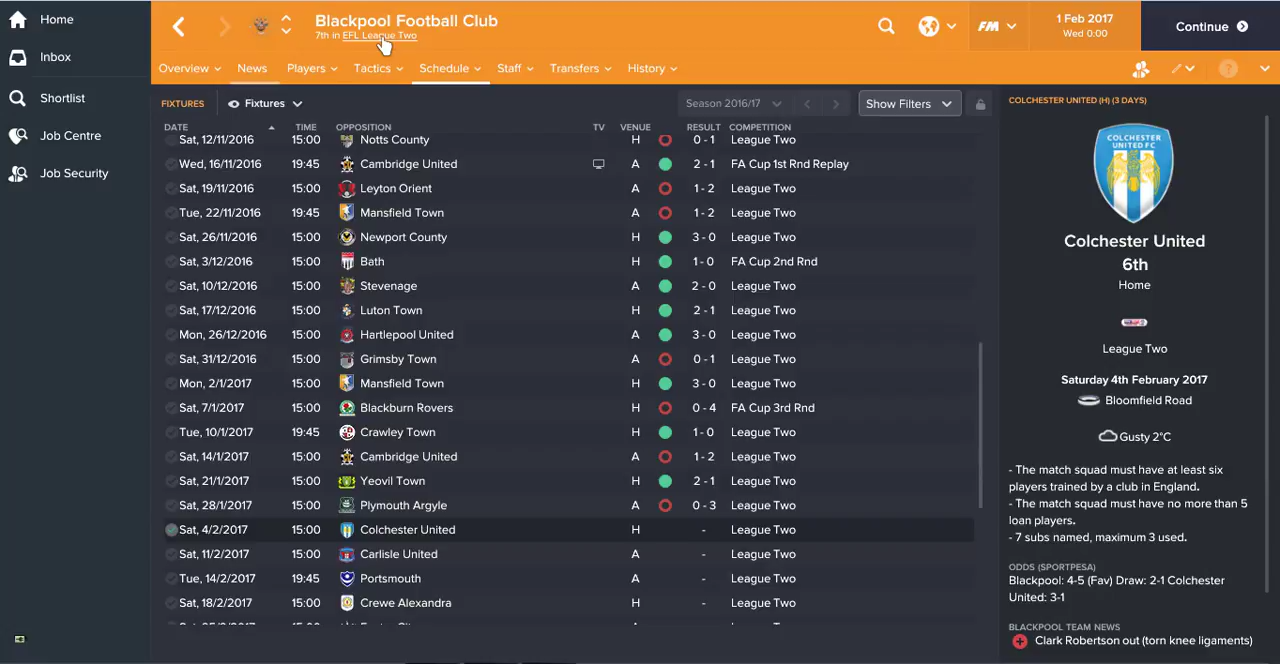 Home
Inbox
Shortlist
Job Centre
Job Security
Blackpool Football Club
7th in EFL League Two
FM
1 Feb 2017
Wed 0:00
Continue
Overview News Players Tactics Schedule Staff Transfers History
FIXTURES Fixtures Season 2016/17 Show Filters
DATE TIME OPPOSITION TV VENUE RESULT COMPETITION
Sat, 12/11/2016 15:00 Notts County H 0 - 1 League Two
Wed, 16/11/2016 19:45 Cambridge United A 2 - 1 FA Cup 1st Rnd Replay
Sat, 19/11/2016 15:00 Leyton Orient A 1 - 2 League Two
Tue, 22/11/2016 19:45 Mansfield Town A 1 - 2 League Two
Sat, 26/11/2016 15:00 Newport County H 3 - 0 League Two
Sat, 3/12/2016 15:00 Bath H 1 - 0 FA Cup 2nd Rnd
Sat, 10/12/2016 15:00 Stevenage A 2 - 0 League Two
Sat, 17/12/2016 15:00 Luton Town H 2 - 1 League Two
Mon, 26/12/2016 15:00 Hartlepool United A 3 - 0 League Two
Sat, 31/12/2016 15:00 Grimsby Town A 0 - 1 League Two
Mon, 2/1/2017 15:00 Mansfield Town H 3 - 0 League Two
Sat, 7/1/2017 15:00 Blackburn Rovers H 0 - 4 FA Cup 3rd Rnd
Tue, 10/1/2017 19:45 Crawley Town H 1 - 0 League Two
Sat, 14/1/2017 15:00 Cambridge United A 1 - 2 League Two
Sat, 21/1/2017 15:00 Yeovil Town H 2 - 1 League Two
Sat, 28/1/2017 15:00 Plymouth Argyle A 0 - 3 League Two
Sat, 4/2/2017 15:00 Colchester United H - League Two
Sat, 11/2/2017 15:00 Carlisle United A - League Two
Tue, 14/2/2017 19:45 Portsmouth A - League Two
Sat, 18/2/2017 15:00 Crewe Alexandra H - League Two
COLCHESTER UNITED (H) (3 DAYS)
COLCHESTER
UNITED FC
Colchester United
6th
Home
League Two
Saturday 4th February 2017
Bloomfield Road
Gusty 2°C
- The match squad must have at least six
players trained by a club in England.
- The match squad must have no more than 5
loan players.
- 7 subs named, maximum 3 used.
ODDS (SPORTPESA)
Blackpool: 4-5 (Fav) Draw: 2-1 Colchester
United: 3-1
BLACKPOOL TEAM NEWS
Clark Robertson out (torn knee ligaments)